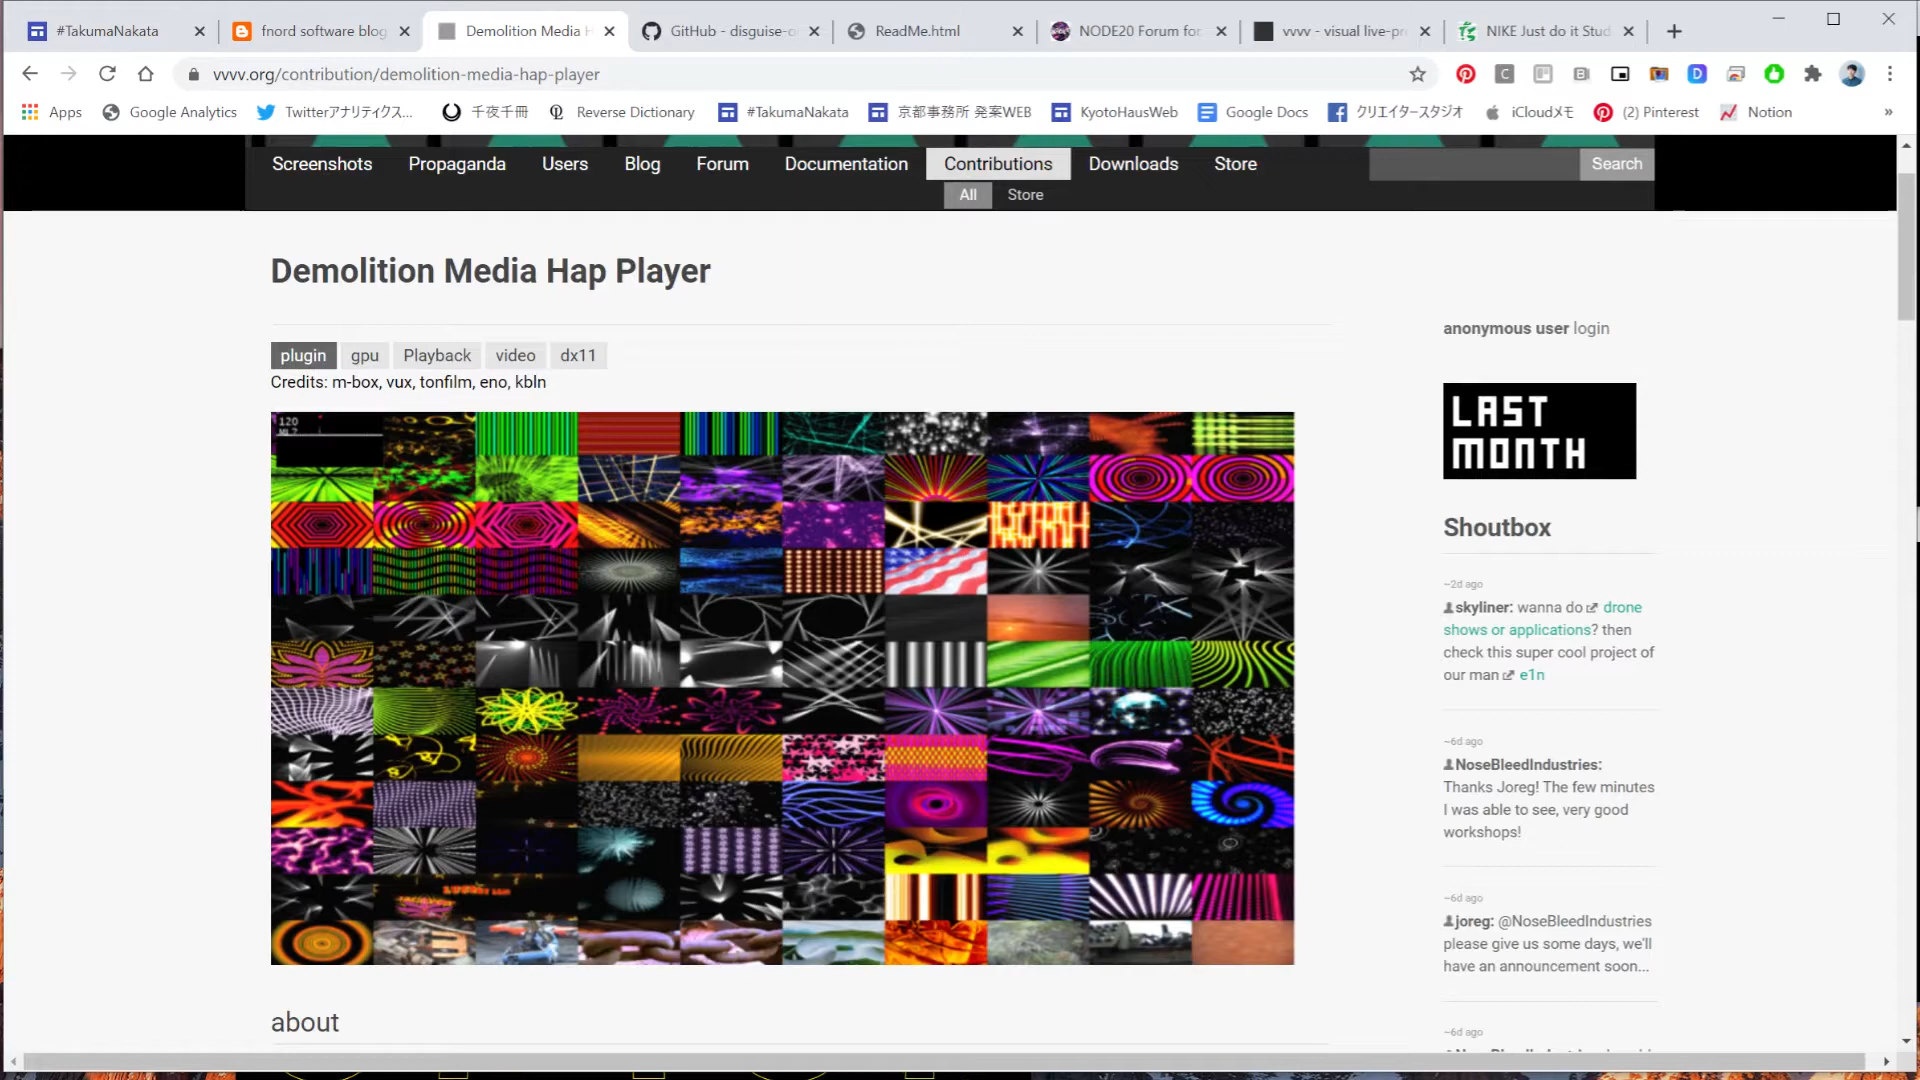 #TakumaNakata
fnord software blog
Demolition Media H
GitHub - disguise-o
ReadMe.html
NODE20 Forum for
vvvv - visual live-pr
NIKE Just do it Stud
vvvv.org/contribution/demolition-media-hap-player
Apps
Google Analytics
Twitterアナリティクス...
千夜千冊
Reverse Dictionary
#TakumaNakata
京都事務所 発案WEB
KyotoHausWeb
Google Docs
クリエイタースタジオ
iCloudメモ
(2) Pinterest
Notion
»
Screenshots Propaganda Users Blog Forum Documentation Contributions Downloads Store Search
All Store
Demolition Media Hap Player
anonymous user login
plugin gpu Playback video dx11
Credits: m-box, vux, tonfilm, eno, kbln
120
LAST
MONTH
Shoutbox
~2d ago
skyliner: wanna do drone
shows or applications? then
check this super cool project of
our man e1n
~6d ago
NoseBleedIndustries:
Thanks Joreg! The few minutes
I was able to see, very good
workshops!
~6d ago
joreg: @NoseBleedIndustries
please give us some days, we'll
have an announcement soon...
~6d ago
about